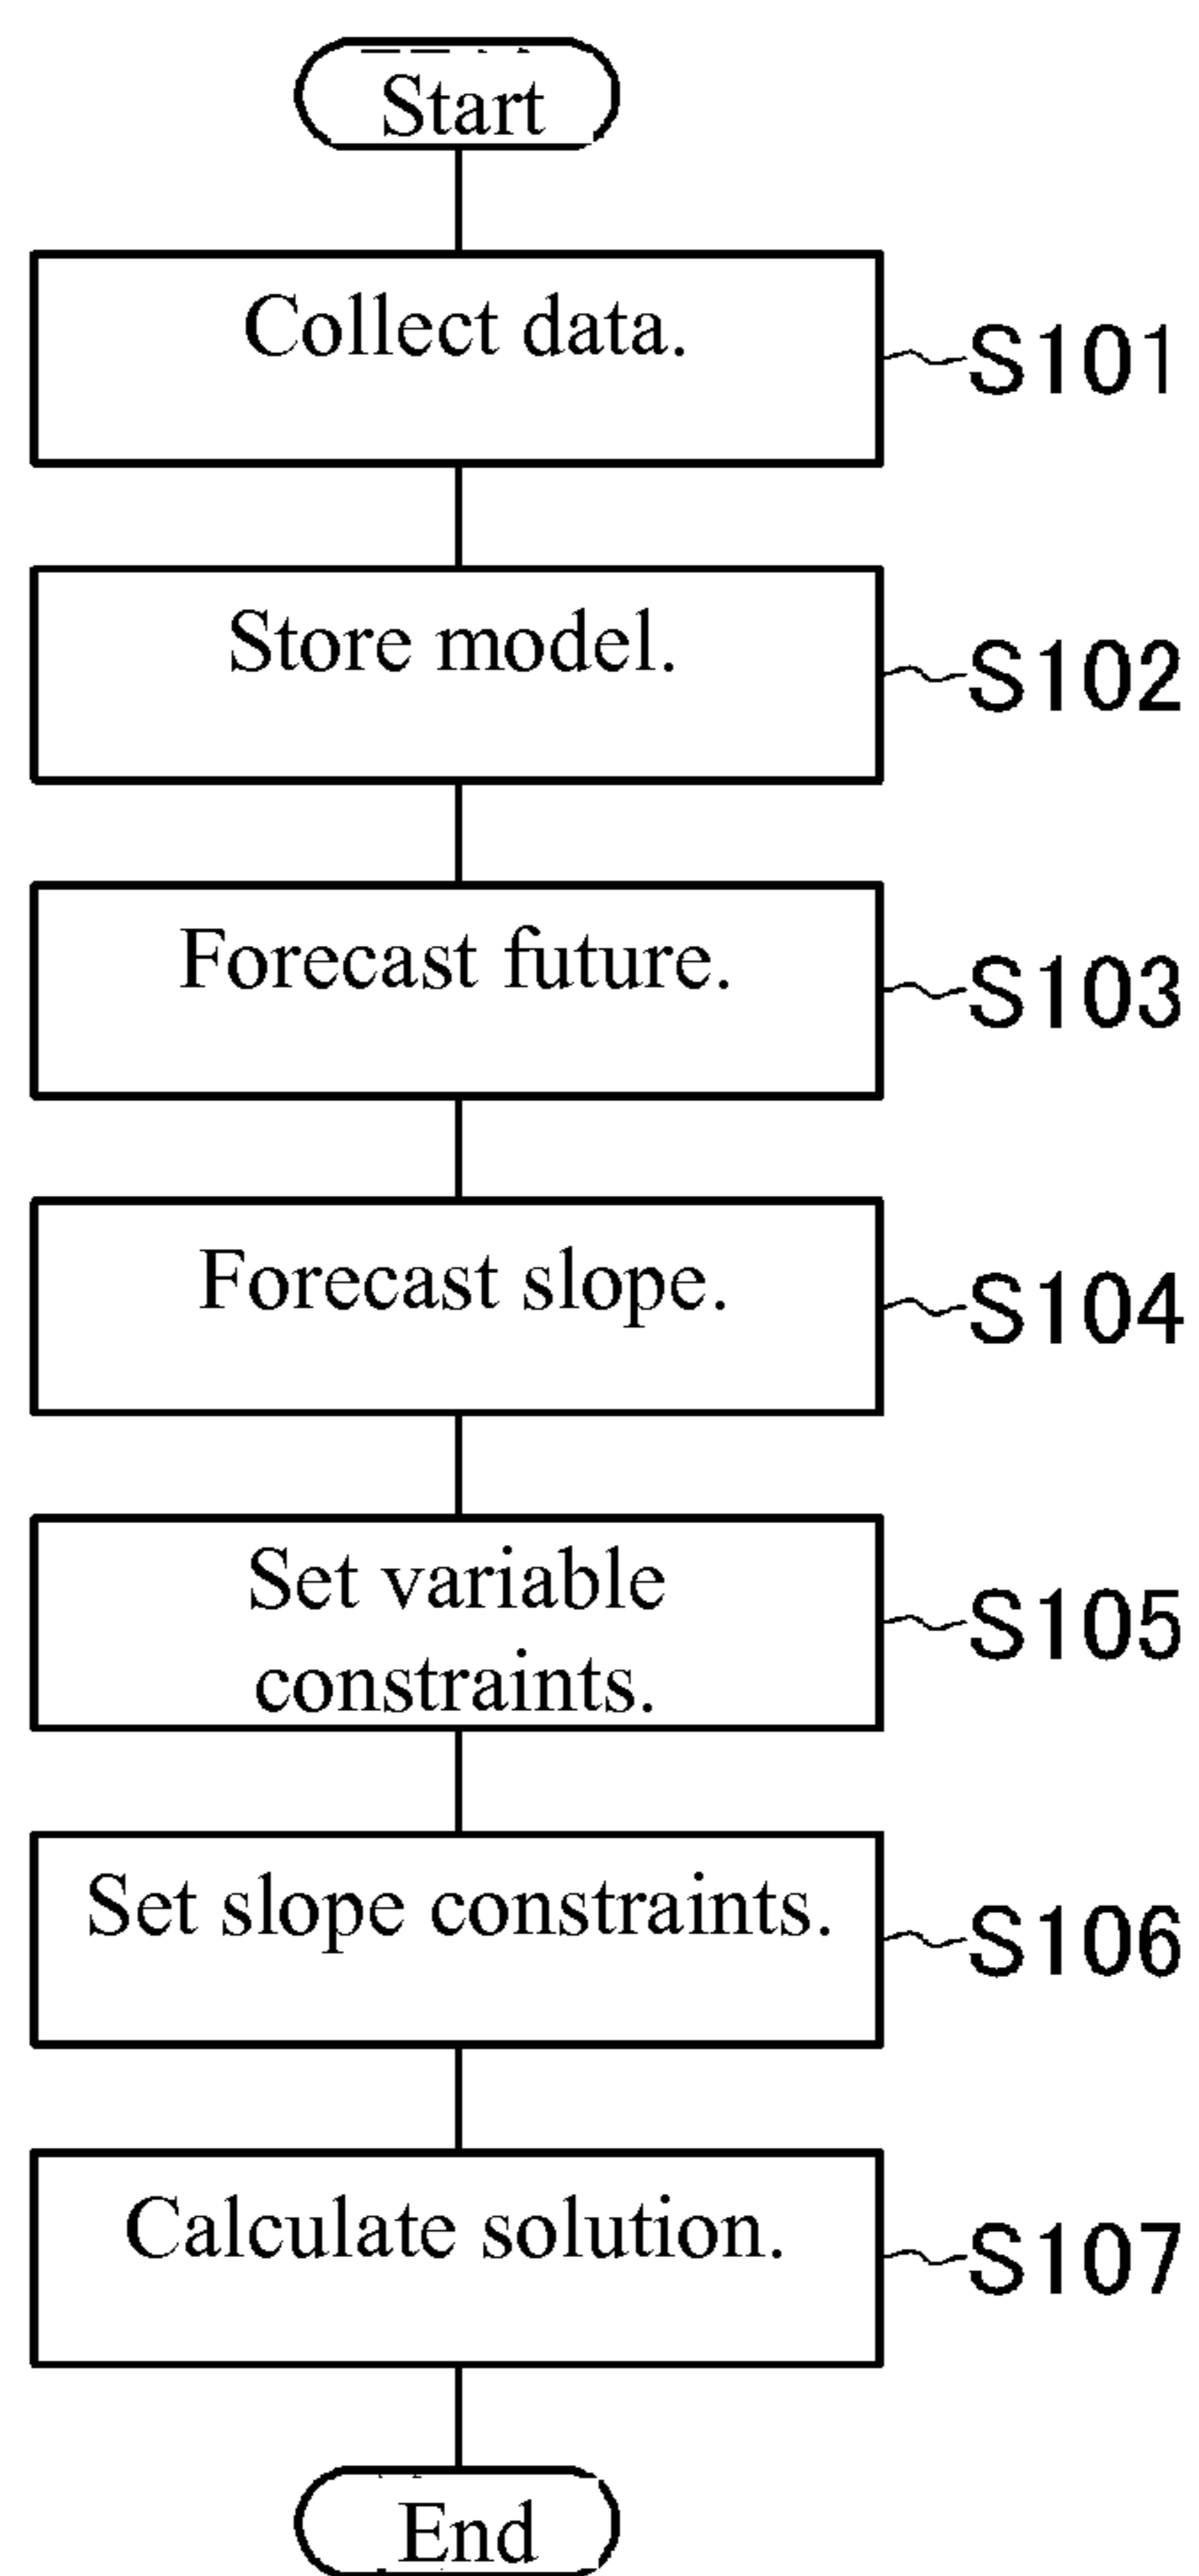 Start
Collect data.
S101
Store model.
S102
Forecast future.
S103
Forecast slope.
S104
Set variable
constraints.
S105
Set slope constraints.
S106
Calculate solution.
S107
End